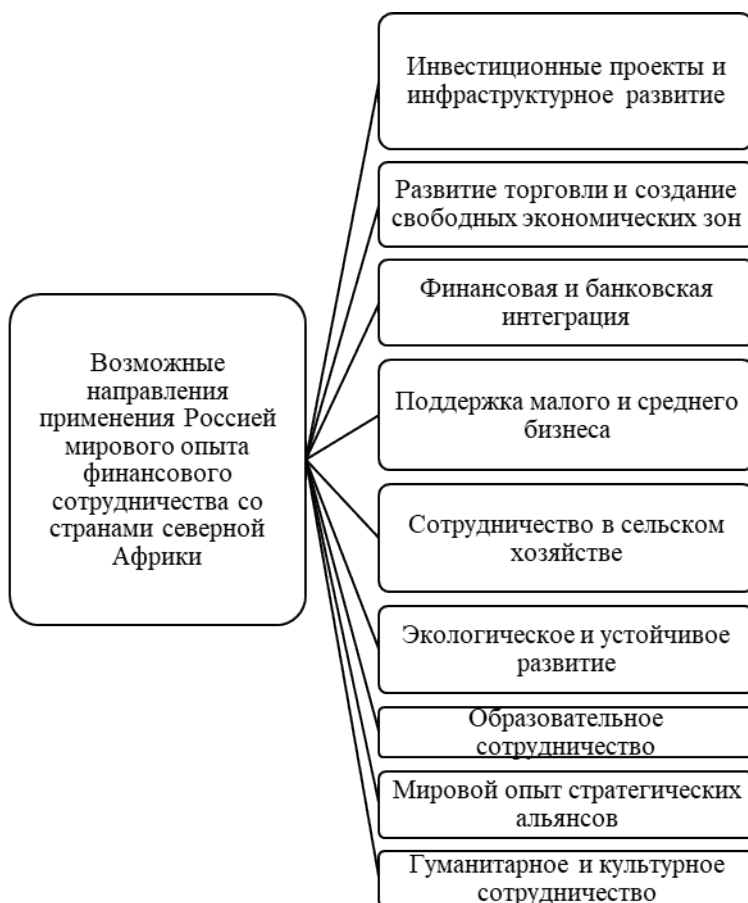 Инвестиционные проекты и
инфраструктурное развитие
Развитие торговли и создание
свободных экономических зон
Финансовая и банковская
интеграция
Возможные
направления
применения Россией
мирового опыта
финансового
сотрудничества со
странами северной
Африки
Поддержка малого и среднего
бизнеса
Сотрудничество в сельском
хозяйстве
Экологическое и устойчивое
развитие
Образовательное
сотрудничество
Мировой опыт стратегических
альянсов
Гуманитарное и культурное
сотрудничество